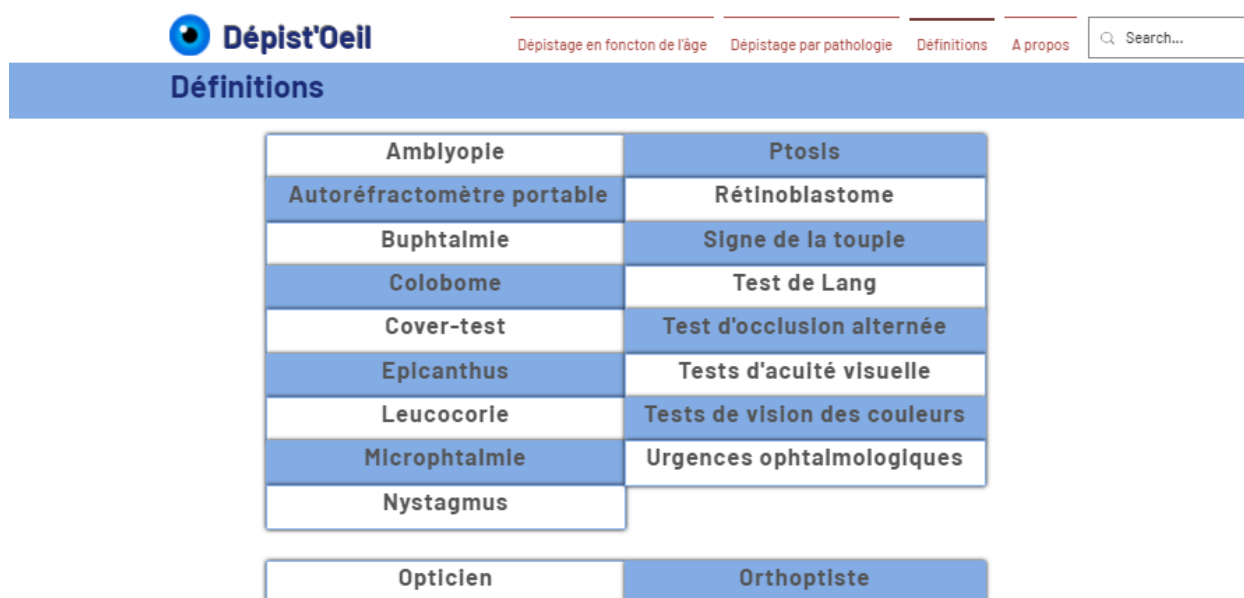 Dépist'Oeil
Dépistage en foncton de l'âge
Dépistage par pathologie
Définitions
A propos
Search...
Définitions
Amblyopie
Ptosis
Autoréfractomètre portable
Rétinoblastome
Buphtalmie
Signe de la toupie
Colobome
Test de Lang
Cover-test
Test d'occlusion alternée
Epicanthus
Tests d'acuité visuelle
Leucocorie
Tests de vision des couleurs
Microphtalmie
Urgences ophtalmologiques
Nystagmus
Opticien
Orthoptiste